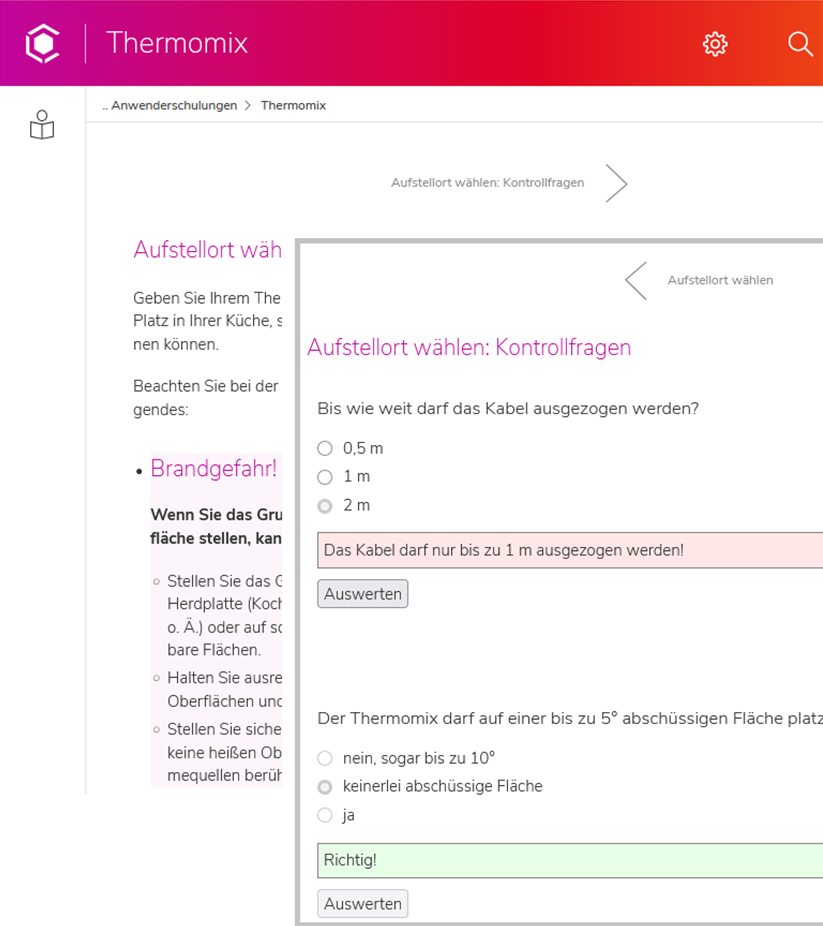 Thermomix
.. Anwenderschulungen > Thermomix
Aufstellort wählen: Kontrollfragen
Aufstellort wäh
Geben Sie Ihrem The
Platz in Ihrer Küche, s
nen können.
Beachten Sie bei der
gendes:
• Brandgefahr!
Wenn Sie das Gru
fläche stellen, kan
◦ Stellen Sie das G
Herdplatte (Koch
o. Ä.) oder auf so
bare Flächen.
◦ Halten Sie ausre
Oberflächen und
◦ Stellen Sie siche
keine heißen Ob
mequellen berüh
Aufstellort wählen
Aufstellort wählen: Kontrollfragen
Bis wie weit darf das Kabel ausgezogen werden?
0,5 m
1 m
2 m
Das Kabel darf nur bis zu 1 m ausgezogen werden!
Auswerten
Der Thermomix darf auf einer bis zu 5° abschüssigen Fläche platz
nein, sogar bis zu 10°
keinerlei abschüssige Fläche
ja
Richtig!
Auswerten